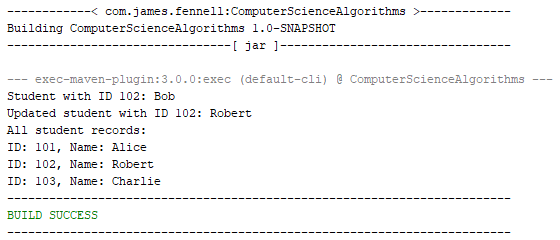 ------------< com.james.fennell:ComputerScienceAlgorithms >-------------
Building ComputerScienceAlgorithms 1.0-SNAPSHOT
--------------------------------[ jar ]---------------------------------
--- exec-maven-plugin:3.0.0:exec (default-cli) @ ComputerScienceAlgorithms ---
Student with ID 102: Bob
Updated student with ID 102: Robert
All student records:
ID: 101, Name: Alice
ID: 102, Name: Robert
ID: 103, Name: Charlie
------------------------------------------------------------------------
BUILD SUCCESS
------------------------------------------------------------------------